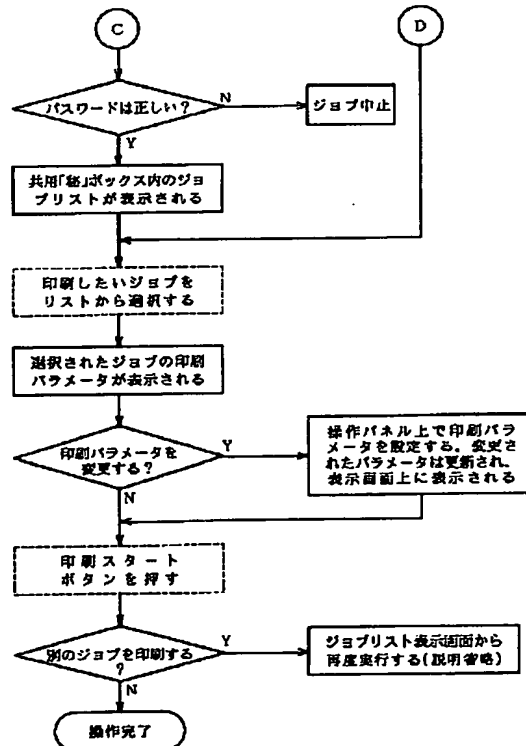 C
D
パスワードは正しい?
N
ジョブ中止
Y
共用「秘」ボックス内のジョ
ブリストが表示される
印刷したいジョブを
リストから選択する
選択されたジョブの印刷
パラメータが表示される
印刷パラメータを
変更する?
Y
操作パネル上で印刷パラ
メータを設定する。変更さ
れたパラメータは更新され、
表示画面上に表示される
N
印刷スタート
ボタンを押す
別のジョブを印刷する
?
Y
ジョブリスト表示画面から
再度実行する(説明省略)
N
操作完了